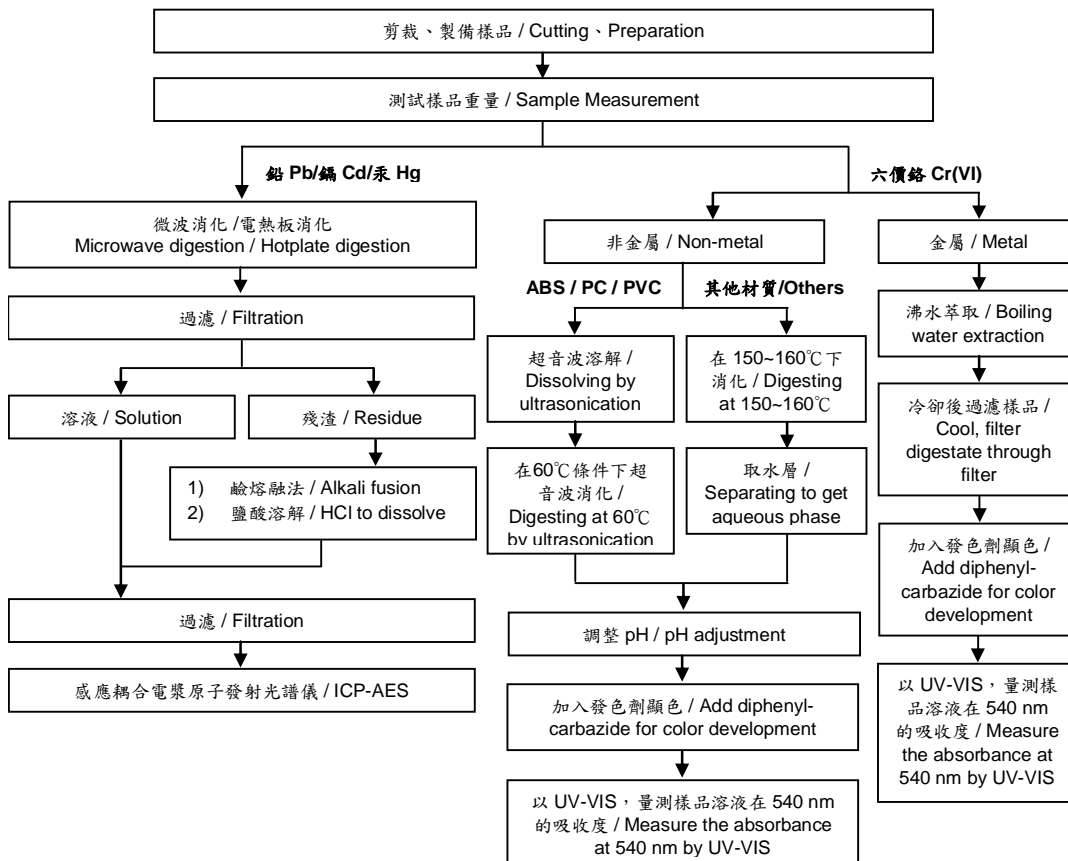 剪裁、製備樣品 / Cutting、Preparation
測試樣品重量 / Sample Measurement
鉛 Pb/鎘 Cd/汞 Hg
六價鉻 Cr(VI)
微波消化 /電熱板消化
Microwave digestion / Hotplate digestion
過濾 / Filtration
溶液 / Solution
殘渣 / Residue
1) 鹼熔融法 / Alkali fusion
2) 鹽酸溶解 / HCl to dissolve
過濾 / Filtration
感應耦合電漿原子發射光譜儀 / ICP-AES
非金屬 / Non-metal
ABS / PC / PVC
其他材質/Others
超音波溶解 /
Dissolving by
ultrasonication
在60℃條件下超
音波消化 /
Digesting at 60℃
by ultrasonication
在 150~160℃下
消化 / Digesting
at 150~160℃
取水層 /
Separating to get
aqueous phase
調整 pH / pH adjustment
加入發色劑顯色 / Add diphenyl-
carbazide for color development
以 UV-VIS，量測樣品溶液在 540 nm
的吸收度 / Measure the absorbance
at 540 nm by UV-VIS
金屬 / Metal
沸水萃取 / Boiling
water extraction
冷卻後過濾樣品 /
Cool, filter
digestate through
filter
加入發色劑顯色 /
Add diphenyl-
carbazide for color
development
以 UV-VIS，量測樣
品溶液在 540 nm
的吸收度 / Measure
the absorbance at
540 nm by UV-VIS